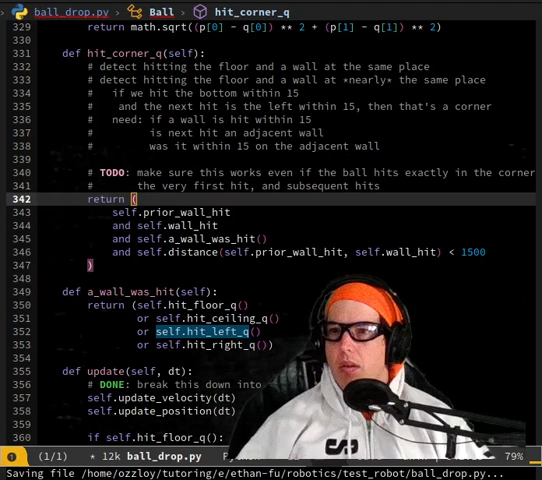 ball_drop.py > Ball > hit_corner_q
329 return math.sqrt((p[0] - q[0]) ** 2 + (p[1] - q[1]) ** 2)
330
331 def hit_corner_q(self):
332 # detect hitting the floor and a wall at the same place
333 # detect hitting the floor and a wall at *nearly* the same place
334 # if we hit the bottom within 15
335 # and the next hit is the left within 15, then that's a corner
336 # need: if a wall is hit within 15
337 # is next hit an adjacent wall
338 # was it within 15 on the adjacent wall
339
340 # TODO: make sure this works even if the ball hits exactly in the corner
341 # the very first hit, and subsequent hits
342 return (
343 self.prior_wall_hit
344 and self.wall_hit
345 and self.a_wall_was_hit()
346 and self.distance(self.prior_wall_hit, self.wall_hit) < 1500
347 )
348
349 def a_wall_was_hit(self):
350 return (self.hit_floor_q()
351 or self.hit_ceiling_q()
352 or self.hit_left_q()
353 or self.hit_right_q())
354
355 def update(self, dt):
356 # DONE: break this down into
357 self.update_velocity(dt)
358 self.update_position(dt)
359
360 if self.hit_floor_q():
(1/1) * 12k ball_drop.py 79%
Saving file /home/ozzloy/tutoring/e/ethan-fu/robotics/test_robot/ball_drop.py...